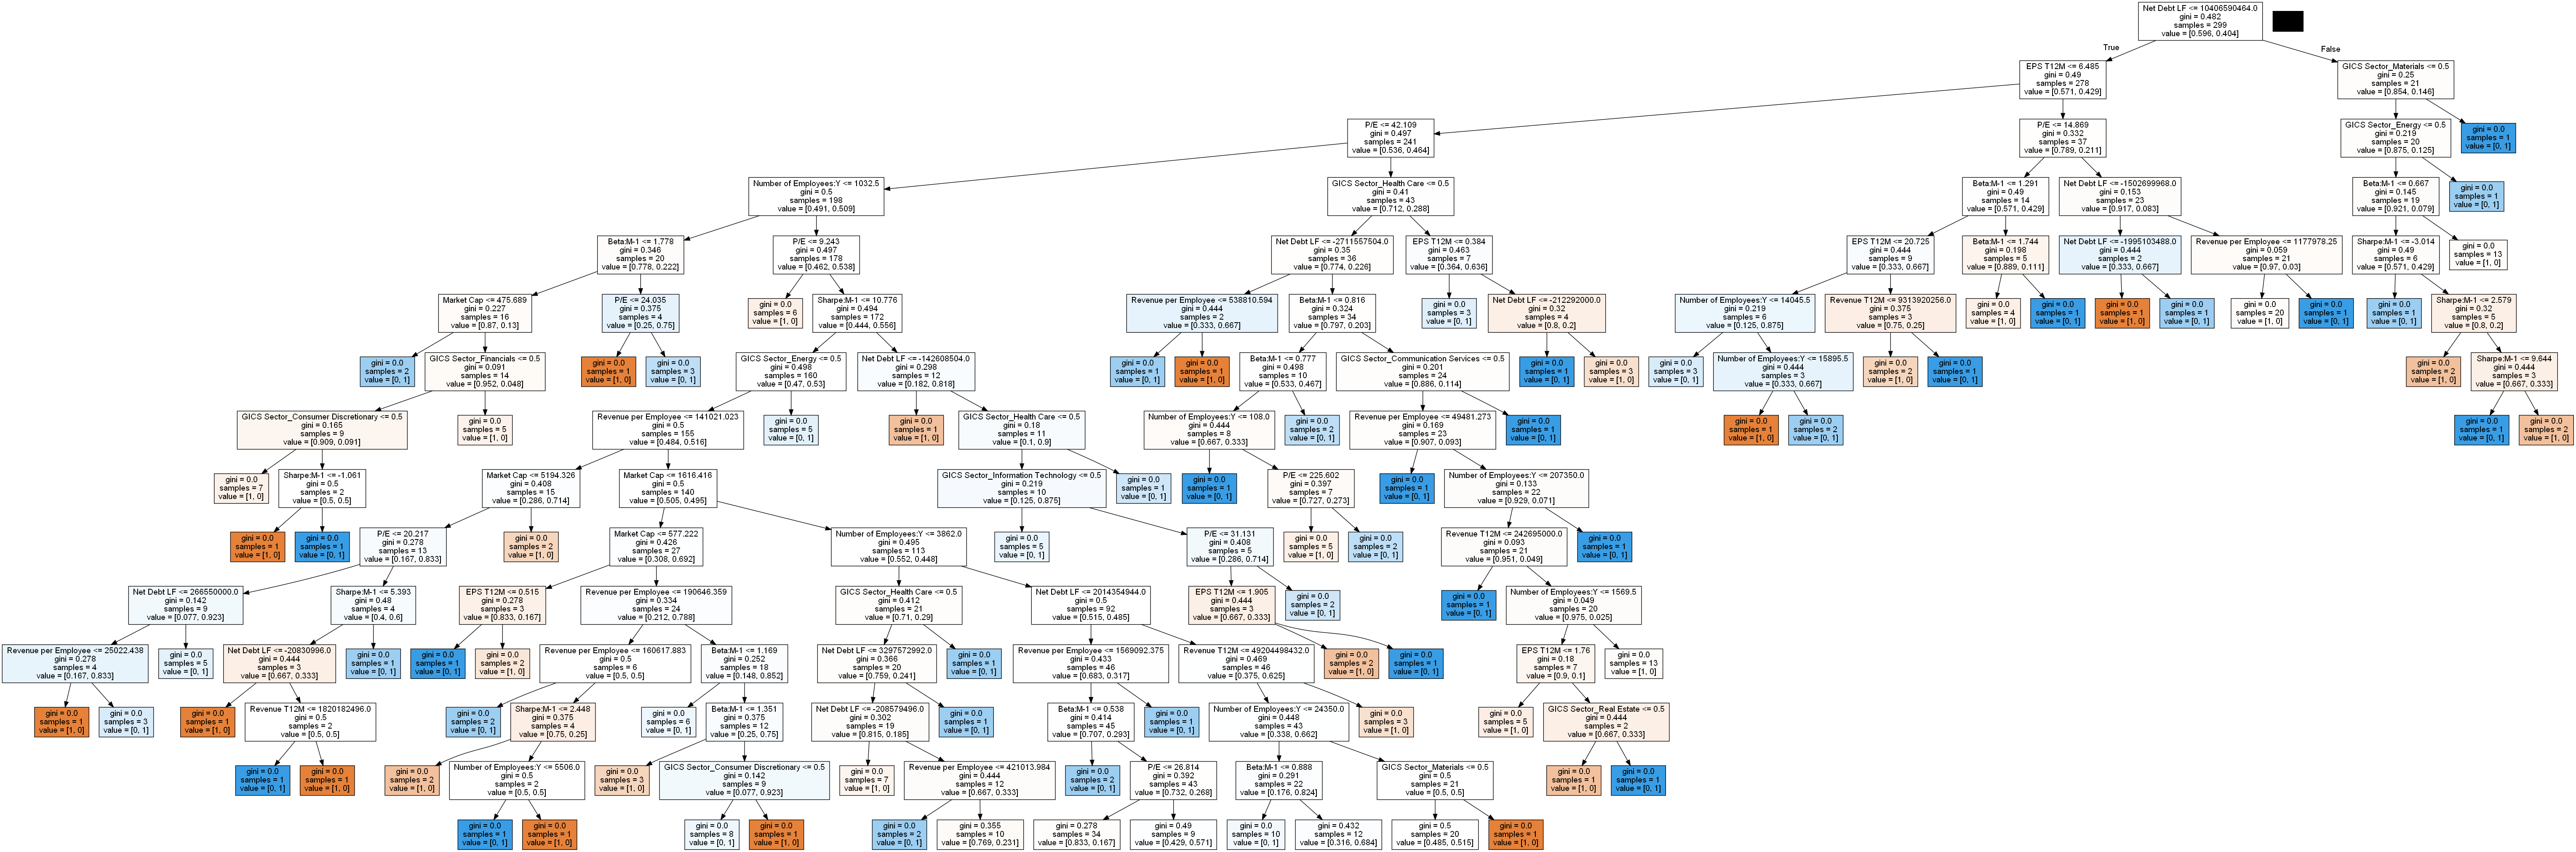 Net Debt LF <= 10406590464.0
gini = 0.482
samples = 299
value = [0.596, 0.404]
True
False
EPS T12M <= 6.485
gini = 0.49
samples = 278
value = [0.571, 0.429]
GICS Sector_Materials <= 0.5
gini = 0.25
samples = 21
value = [0.854, 0.146]
P/E <= 42.109
gini = 0.497
samples = 241
value = [0.536, 0.464]
P/E <= 14.869
gini = 0.332
samples = 37
value = [0.789, 0.211]
GICS Sector_Energy <= 0.5
gini = 0.219
samples = 20
value = [0.875, 0.125]
gini = 0.0
samples = 1
value = [0, 1]
Number of Employees:Y <= 1032.5
gini = 0.5
samples = 198
value = [0.491, 0.509]
GICS Sector_Health Care <= 0.5
gini = 0.41
samples = 43
value = [0.712, 0.288]
Beta:M-1 <= 1.291
gini = 0.49
samples = 14
value = [0.571, 0.429]
Net Debt LF <= -1502699968.0
gini = 0.153
samples = 23
value = [0.917, 0.083]
Beta:M-1 <= 0.667
gini = 0.145
samples = 19
value = [0.921, 0.079]
gini = 0.0
samples = 1
value = [0, 1]
Beta:M-1 <= 1.778
gini = 0.346
samples = 20
value = [0.778, 0.222]
P/E <= 9.243
gini = 0.497
samples = 178
value = [0.462, 0.538]
Net Debt LF <= -2711557504.0
gini = 0.35
samples = 36
value = [0.774, 0.226]
EPS T12M <= 0.384
gini = 0.463
samples = 7
value = [0.364, 0.636]
EPS T12M <= 20.725
gini = 0.444
samples = 9
value = [0.333, 0.667]
Beta:M-1 <= 1.744
gini = 0.198
samples = 5
value = [0.889, 0.111]
Net Debt LF <= -1995103488.0
gini = 0.444
samples = 2
value = [0.333, 0.667]
Revenue per Employee <= 1177978.25
gini = 0.059
samples = 21
value = [0.97, 0.03]
Sharpe:M-1 <= -3.014
gini = 0.49
samples = 6
value = [0.571, 0.429]
gini = 0.0
samples = 13
value = [1, 0]
Market Cap <= 475.689
gini = 0.227
samples = 16
value = [0.87, 0.13]
P/E <= 24.035
gini = 0.375
samples = 4
value = [0.25, 0.75]
gini = 0.0
samples = 6
value = [1, 0]
Sharpe:M-1 <= 10.776
gini = 0.494
samples = 172
value = [0.444, 0.556]
Revenue per Employee <= 538810.594
gini = 0.444
samples = 2
value = [0.333, 0.667]
Beta:M-1 <= 0.816
gini = 0.324
samples = 34
value = [0.797, 0.203]
gini = 0.0
samples = 3
value = [0, 1]
Net Debt LF <= -212292000.0
gini = 0.32
samples = 4
value = [0.8, 0.2]
Number of Employees:Y <= 14045.5
gini = 0.219
samples = 6
value = [0.125, 0.875]
Revenue T12M <= 9313920256.0
gini = 0.375
samples = 3
value = [0.75, 0.25]
gini = 0.0
samples = 4
value = [1, 0]
gini = 0.0
samples = 1
value = [0, 1]
gini = 0.0
samples = 1
value = [1, 0]
gini = 0.0
samples = 1
value = [0, 1]
gini = 0.0
samples = 20
value = [1, 0]
gini = 0.0
samples = 1
value = [0, 1]
gini = 0.0
samples = 1
value = [0, 1]
Sharpe:M-1 <= 2.579
gini = 0.32
samples = 5
value = [0.8, 0.2]
gini = 0.0
samples = 2
value = [0, 1]
GICS Sector_Financials <= 0.5
gini = 0.091
samples = 14
value = [0.952, 0.048]
gini = 0.0
samples = 1
value = [1, 0]
gini = 0.0
samples = 3
value = [0, 1]
GICS Sector_Energy <= 0.5
gini = 0.498
samples = 160
value = [0.47, 0.53]
Net Debt LF <= -142608504.0
gini = 0.298
samples = 12
value = [0.182, 0.818]
gini = 0.0
samples = 1
value = [0, 1]
gini = 0.0
samples = 1
value = [1, 0]
Beta:M-1 <= 0.777
gini = 0.498
samples = 10
value = [0.533, 0.467]
GICS Sector_Communication Services <= 0.5
gini = 0.201
samples = 24
value = [0.886, 0.114]
gini = 0.0
samples = 1
value = [0, 1]
gini = 0.0
samples = 3
value = [1, 0]
gini = 0.0
samples = 3
value = [0, 1]
Number of Employees:Y <= 15895.5
gini = 0.444
samples = 3
value = [0.333, 0.667]
gini = 0.0
samples = 2
value = [1, 0]
gini = 0.0
samples = 1
value = [0, 1]
gini = 0.0
samples = 2
value = [1, 0]
Sharpe:M-1 <= 9.644
gini = 0.444
samples = 3
value = [0.667, 0.333]
GICS Sector_Consumer Discretionary <= 0.5
gini = 0.165
samples = 9
value = [0.909, 0.091]
gini = 0.0
samples = 5
value = [1, 0]
Revenue per Employee <= 141021.023
gini = 0.5
samples = 155
value = [0.484, 0.516]
gini = 0.0
samples = 5
value = [0, 1]
gini = 0.0
samples = 1
value = [1, 0]
GICS Sector_Health Care <= 0.5
gini = 0.18
samples = 11
value = [0.1, 0.9]
Number of Employees:Y <= 108.0
gini = 0.444
samples = 8
value = [0.667, 0.333]
gini = 0.0
samples = 2
value = [0, 1]
Revenue per Employee <= 49481.273
gini = 0.169
samples = 23
value = [0.907, 0.093]
gini = 0.0
samples = 1
value = [0, 1]
gini = 0.0
samples = 1
value = [1, 0]
gini = 0.0
samples = 2
value = [0, 1]
gini = 0.0
samples = 1
value = [0, 1]
gini = 0.0
samples = 2
value = [1, 0]
gini = 0.0
samples = 7
value = [1, 0]
Sharpe:M-1 <= -1.061
gini = 0.5
samples = 2
value = [0.5, 0.5]
Market Cap <= 5194.326
gini = 0.408
samples = 15
value = [0.286, 0.714]
Market Cap <= 1616.416
gini = 0.5
samples = 140
value = [0.505, 0.495]
GICS Sector_Information Technology <= 0.5
gini = 0.219
samples = 10
value = [0.125, 0.875]
gini = 0.0
samples = 1
value = [0, 1]
gini = 0.0
samples = 1
value = [0, 1]
P/E <= 225.602
gini = 0.397
samples = 7
value = [0.727, 0.273]
gini = 0.0
samples = 1
value = [0, 1]
Number of Employees:Y <= 207350.0
gini = 0.133
samples = 22
value = [0.929, 0.071]
gini = 0.0
samples = 1
value = [1, 0]
gini = 0.0
samples = 1
value = [0, 1]
P/E <= 20.217
gini = 0.278
samples = 13
value = [0.167, 0.833]
gini = 0.0
samples = 2
value = [1, 0]
Market Cap <= 577.222
gini = 0.426
samples = 27
value = [0.308, 0.692]
Number of Employees:Y <= 3862.0
gini = 0.495
samples = 113
value = [0.552, 0.448]
gini = 0.0
samples = 5
value = [0, 1]
P/E <= 31.131
gini = 0.408
samples = 5
value = [0.286, 0.714]
gini = 0.0
samples = 5
value = [1, 0]
gini = 0.0
samples = 2
value = [0, 1]
Revenue T12M <= 242695000.0
gini = 0.093
samples = 21
value = [0.951, 0.049]
gini = 0.0
samples = 1
value = [0, 1]
Net Debt LF <= 266550000.0
gini = 0.142
samples = 9
value = [0.077, 0.923]
Sharpe:M-1 <= 5.393
gini = 0.48
samples = 4
value = [0.4, 0.6]
EPS T12M <= 0.515
gini = 0.278
samples = 3
value = [0.833, 0.167]
Revenue per Employee <= 190646.359
gini = 0.334
samples = 24
value = [0.212, 0.788]
GICS Sector_Health Care <= 0.5
gini = 0.412
samples = 21
value = [0.71, 0.29]
Net Debt LF <= 2014354944.0
gini = 0.5
samples = 92
value = [0.515, 0.485]
EPS T12M <= 1.905
gini = 0.444
samples = 3
value = [0.667, 0.333]
gini = 0.0
samples = 2
value = [0, 1]
gini = 0.0
samples = 1
value = [0, 1]
Number of Employees:Y <= 1569.5
gini = 0.049
samples = 20
value = [0.975, 0.025]
Revenue per Employee <= 25022.438
gini = 0.278
samples = 4
value = [0.167, 0.833]
gini = 0.0
samples = 5
value = [0, 1]
Net Debt LF <= -20830996.0
gini = 0.444
samples = 3
value = [0.667, 0.333]
gini = 0.0
samples = 1
value = [0, 1]
gini = 0.0
samples = 1
value = [0, 1]
gini = 0.0
samples = 2
value = [1, 0]
Revenue per Employee <= 160617.883
gini = 0.5
samples = 6
value = [0.5, 0.5]
Beta:M-1 <= 1.169
gini = 0.252
samples = 18
value = [0.148, 0.852]
Net Debt LF <= 3297572992.0
gini = 0.366
samples = 20
value = [0.759, 0.241]
gini = 0.0
samples = 1
value = [0, 1]
Revenue per Employee <= 1569092.375
gini = 0.433
samples = 46
value = [0.683, 0.317]
Revenue T12M <= 49204498432.0
gini = 0.469
samples = 46
value = [0.375, 0.625]
gini = 0.0
samples = 2
value = [1, 0]
gini = 0.0
samples = 1
value = [0, 1]
EPS T12M <= 1.76
gini = 0.18
samples = 7
value = [0.9, 0.1]
gini = 0.0
samples = 13
value = [1, 0]
gini = 0.0
samples = 1
value = [1, 0]
gini = 0.0
samples = 3
value = [0, 1]
gini = 0.0
samples = 1
value = [1, 0]
Revenue T12M <= 1820182496.0
gini = 0.5
samples = 2
value = [0.5, 0.5]
gini = 0.0
samples = 2
value = [0, 1]
Sharpe:M-1 <= 2.448
gini = 0.375
samples = 4
value = [0.75, 0.25]
gini = 0.0
samples = 6
value = [0, 1]
Beta:M-1 <= 1.351
gini = 0.375
samples = 12
value = [0.25, 0.75]
Net Debt LF <= -208579496.0
gini = 0.302
samples = 19
value = [0.815, 0.185]
gini = 0.0
samples = 1
value = [0, 1]
Beta:M-1 <= 0.538
gini = 0.414
samples = 45
value = [0.707, 0.293]
gini = 0.0
samples = 1
value = [0, 1]
Number of Employees:Y <= 24350.0
gini = 0.448
samples = 43
value = [0.338, 0.662]
gini = 0.0
samples = 3
value = [1, 0]
gini = 0.0
samples = 5
value = [1, 0]
GICS Sector_Real Estate <= 0.5
gini = 0.444
samples = 2
value = [0.667, 0.333]
gini = 0.0
samples = 1
value = [0, 1]
gini = 0.0
samples = 1
value = [1, 0]
gini = 0.0
samples = 2
value = [1, 0]
Number of Employees:Y <= 5506.0
gini = 0.5
samples = 2
value = [0.5, 0.5]
gini = 0.0
samples = 3
value = [1, 0]
GICS Sector_Consumer Discretionary <= 0.5
gini = 0.142
samples = 9
value = [0.077, 0.923]
gini = 0.0
samples = 7
value = [1, 0]
Revenue per Employee <= 421013.984
gini = 0.444
samples = 12
value = [0.667, 0.333]
gini = 0.0
samples = 2
value = [0, 1]
P/E <= 26.814
gini = 0.392
samples = 43
value = [0.732, 0.268]
Beta:M-1 <= 0.888
gini = 0.291
samples = 22
value = [0.176, 0.824]
GICS Sector_Materials <= 0.5
gini = 0.5
samples = 21
value = [0.5, 0.5]
gini = 0.0
samples = 1
value = [1, 0]
gini = 0.0
samples = 1
value = [0, 1]
gini = 0.0
samples = 1
value = [0, 1]
gini = 0.0
samples = 1
value = [1, 0]
gini = 0.0
samples = 8
value = [0, 1]
gini = 0.0
samples = 1
value = [1, 0]
gini = 0.0
samples = 2
value = [0, 1]
gini = 0.355
samples = 10
value = [0.769, 0.231]
gini = 0.278
samples = 34
value = [0.833, 0.167]
gini = 0.49
samples = 9
value = [0.429, 0.571]
gini = 0.0
samples = 10
value = [0, 1]
gini = 0.432
samples = 12
value = [0.316, 0.684]
gini = 0.5
samples = 20
value = [0.485, 0.515]
gini = 0.0
samples = 1
value = [1, 0]